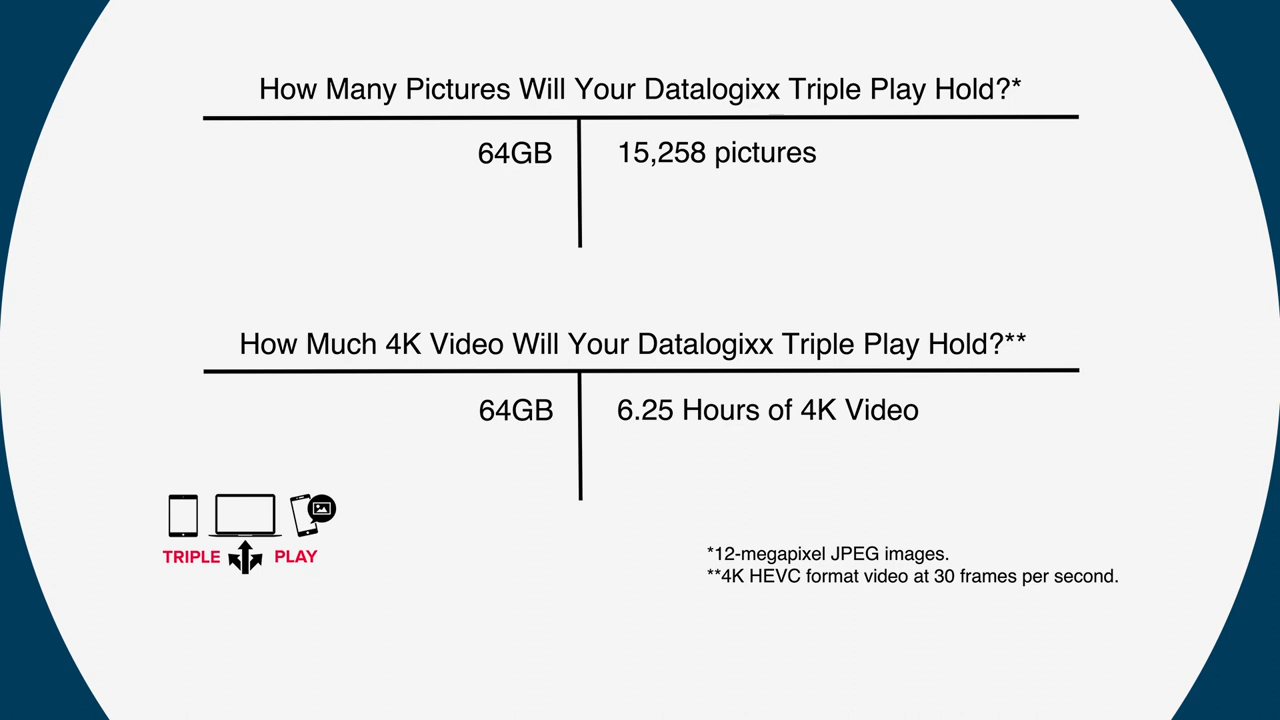 How Many Pictures Will Your Datalogixx Triple Play Hold?*
64GB 15,258 pictures
How Much 4K Video Will Your Datalogixx Triple Play Hold?**
64GB 6.25 Hours of 4K Video
TRIPLE PLAY
*12-megapixel JPEG images.
**4K HEVC format video at 30 frames per second.